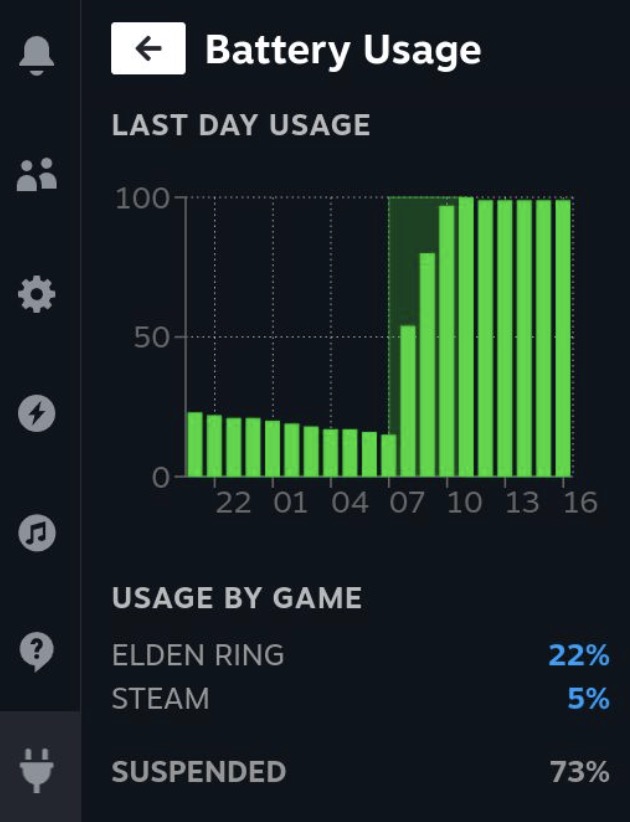 Battery Usage
LAST DAY USAGE
100
50
0
22 01 04 07 10 13 16
USAGE BY GAME
ELDEN RING 22%
STEAM 5%
SUSPENDED 73%